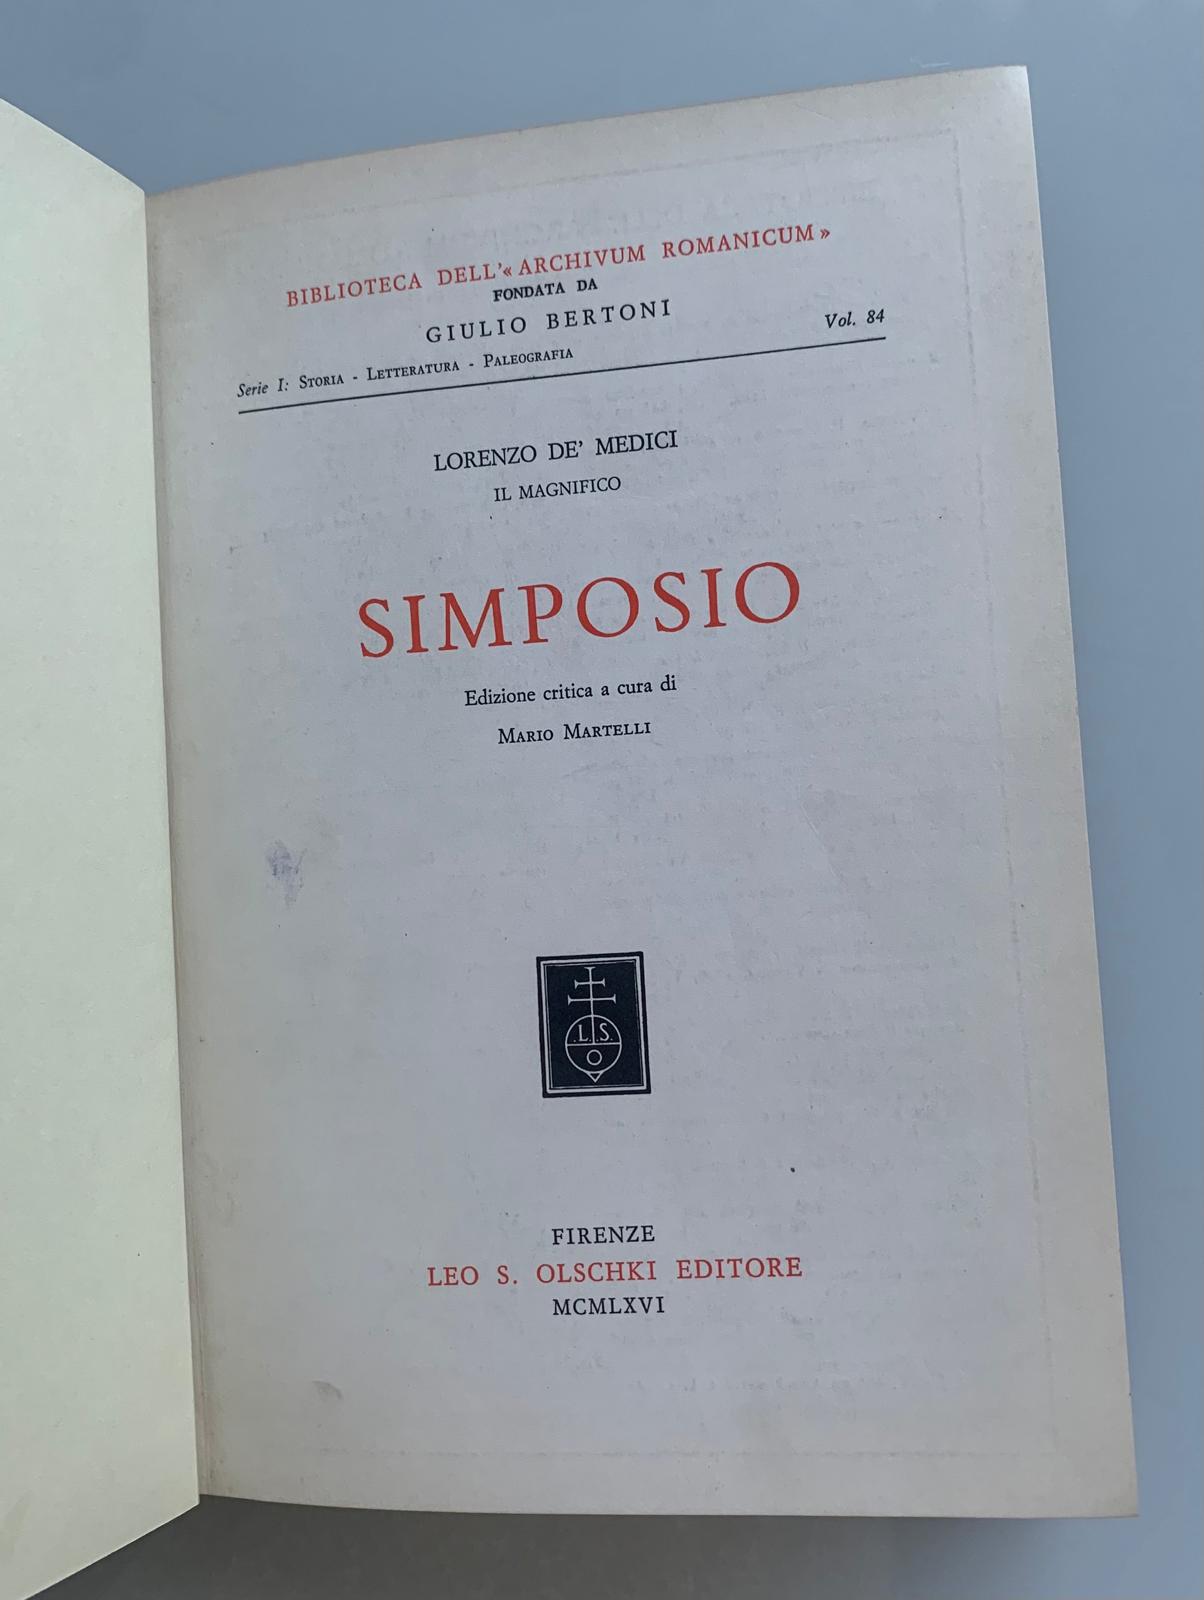 BIBLIOTECA DELL'« ARCHIVUM ROMANICUM »
FONDATA DA
GIULIO BERTONI
Serie I: STORIA - LETTERATURA - PALEOGRAFIA Vol. 84
LORENZO DE' MEDICI
IL MAGNIFICO
SIMPOSIO
Edizione critica a cura di
MARIO MARTELLI
.L.S.
O
FIRENZE
LEO S. OLSCHKI EDITORE
MCMLXVI